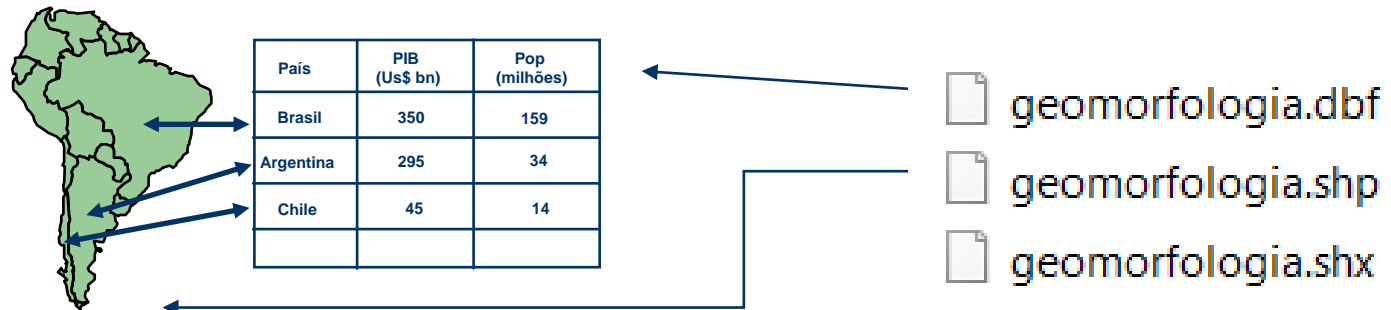 País PIB (Us$ bn) Pop (milhões)
Brasil 350 159
Argentina 295 34
Chile 45 14
geomorfologia.dbf
geomorfologia.shp
geomorfologia.shx